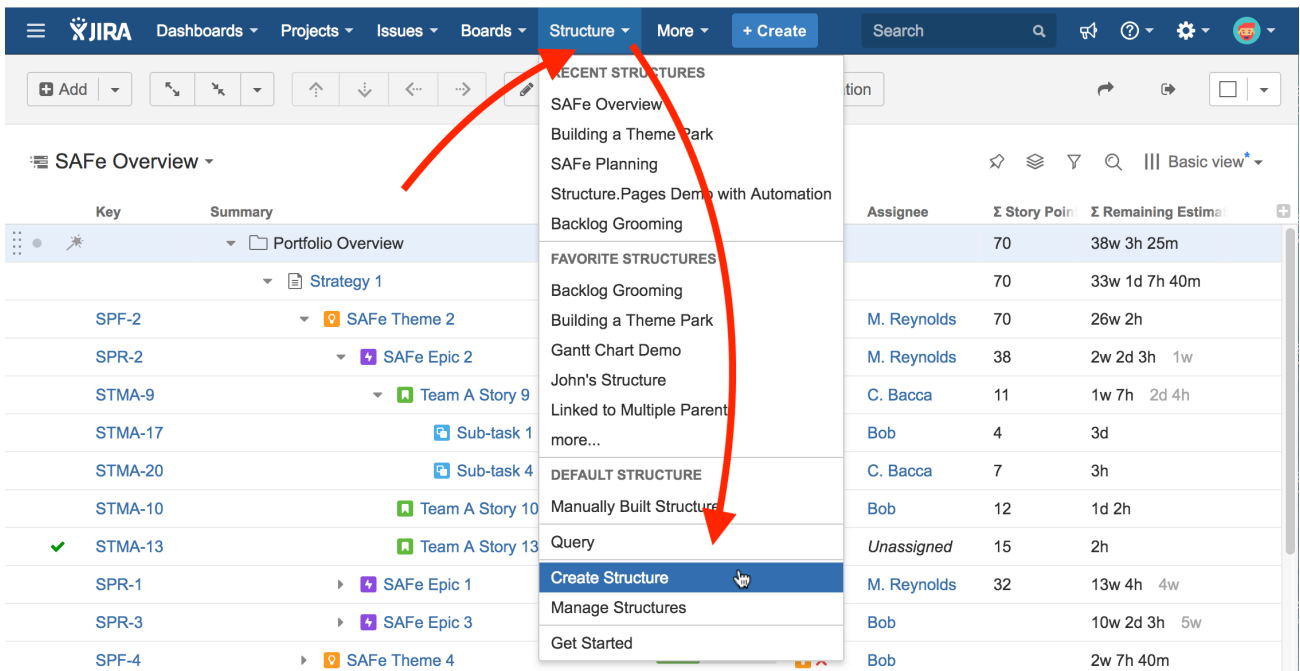 JIRA Dashboards Projects Issues Boards Structure More + Create Search
Add
tion
SAFe Overview
Basic view*
Key Summary Assignee Σ Story Poin Σ Remaining Estima
Portfolio Overview 70 38w 3h 25m
Strategy 1 70 33w 1d 7h 40m
SPF-2 SAFe Theme 2 M. Reynolds 70 26w 2h
SPR-2 SAFe Epic 2 M. Reynolds 38 2w 2d 3h 1w
STMA-9 Team A Story 9 C. Bacca 11 1w 7h 2d 4h
STMA-17 Sub-task 1 Bob 4 3d
STMA-20 Sub-task 4 C. Bacca 7 3h
STMA-10 Team A Story 10 Bob 12 1d 2h
STMA-13 Team A Story 13 Unassigned 15 2h
SPR-1 SAFe Epic 1 M. Reynolds 32 13w 4h 4w
SPR-3 SAFe Epic 3 Bob 10w 2d 3h 5w
SPF-4 SAFe Theme 4 Bob 2w 7h 40m
RECENT STRUCTURES
SAFe Overview
Building a Theme Park
SAFe Planning
Structure.Pages Demo with Automation
Backlog Grooming
FAVORITE STRUCTURES
Backlog Grooming
Building a Theme Park
Gantt Chart Demo
John's Structure
Linked to Multiple Parent
more...
DEFAULT STRUCTURE
Manually Built Structure
Query
Create Structure
Manage Structures
Get Started